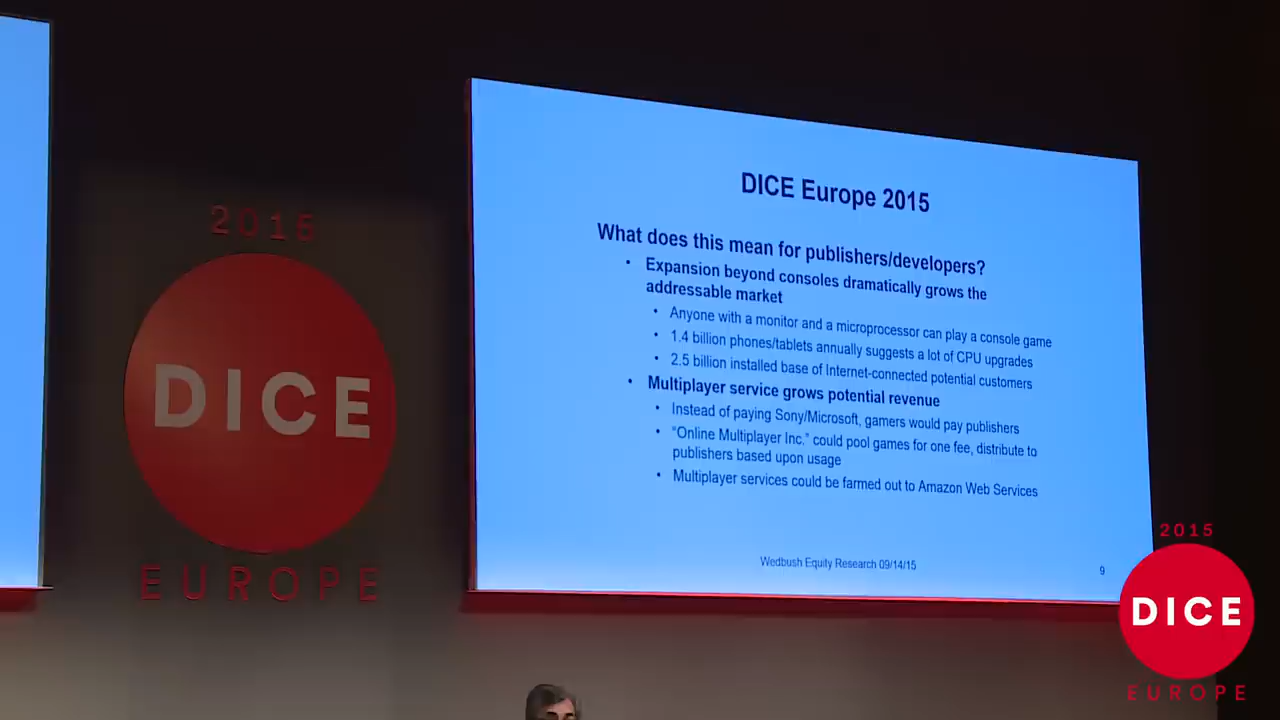 2015
DICE
EUROPE
DICE Europe 2015
What does this mean for publishers/developers?
• Expansion beyond consoles dramatically grows the
addressable market
• Anyone with a monitor and a microprocessor can play a console game
• 1.4 billion phones/tablets annually suggests a lot of CPU upgrades
• 2.5 billion installed base of Internet-connected potential customers
• Multiplayer service grows potential revenue
• Instead of paying Sony/Microsoft, gamers would pay publishers
• “Online Multiplayer Inc.” could pool games for one fee, distribute to
publishers based upon usage
• Multiplayer services could be farmed out to Amazon Web Services
Wedbush Equity Research 09/14/15
9
2015
DICE
EUROPE